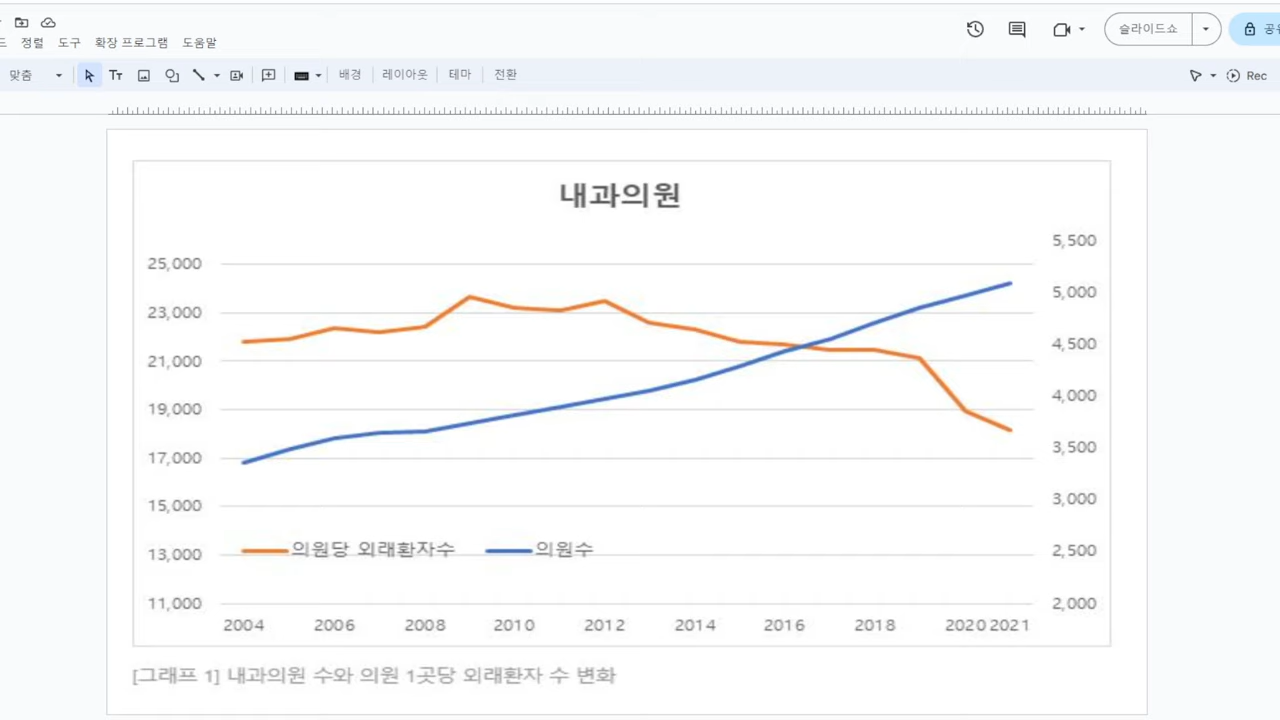 정렬 도구 확장 프로그램 도움말
슬라이드쇼
맞춤
배경 레이아웃 테마 전환
Rec
내과의원
5,500
25,000
5,000
23,000
4,500
21,000
4,000
19,000
3,500
17,000
3,000
15,000
의원당 외래환자수 의원수
13,000
2,500
11,000
2,000
2004 2006 2008 2010 2012 2014 2016 2018 2020 2021
[그래프 1] 내과의원 수와 의원 1곳당 외래환자 수 변화